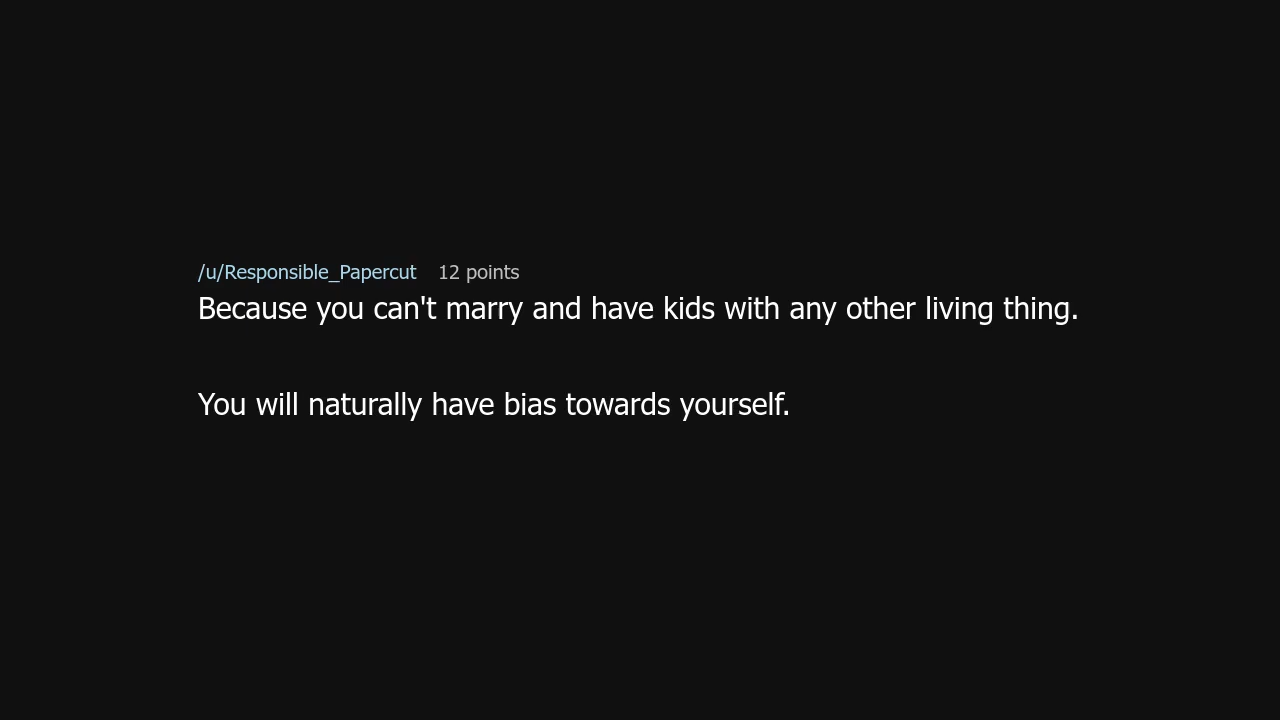 /u/Responsible_Papercut 12 points
Because you can't marry and have kids with any other living thing.
You will naturally have bias towards yourself.